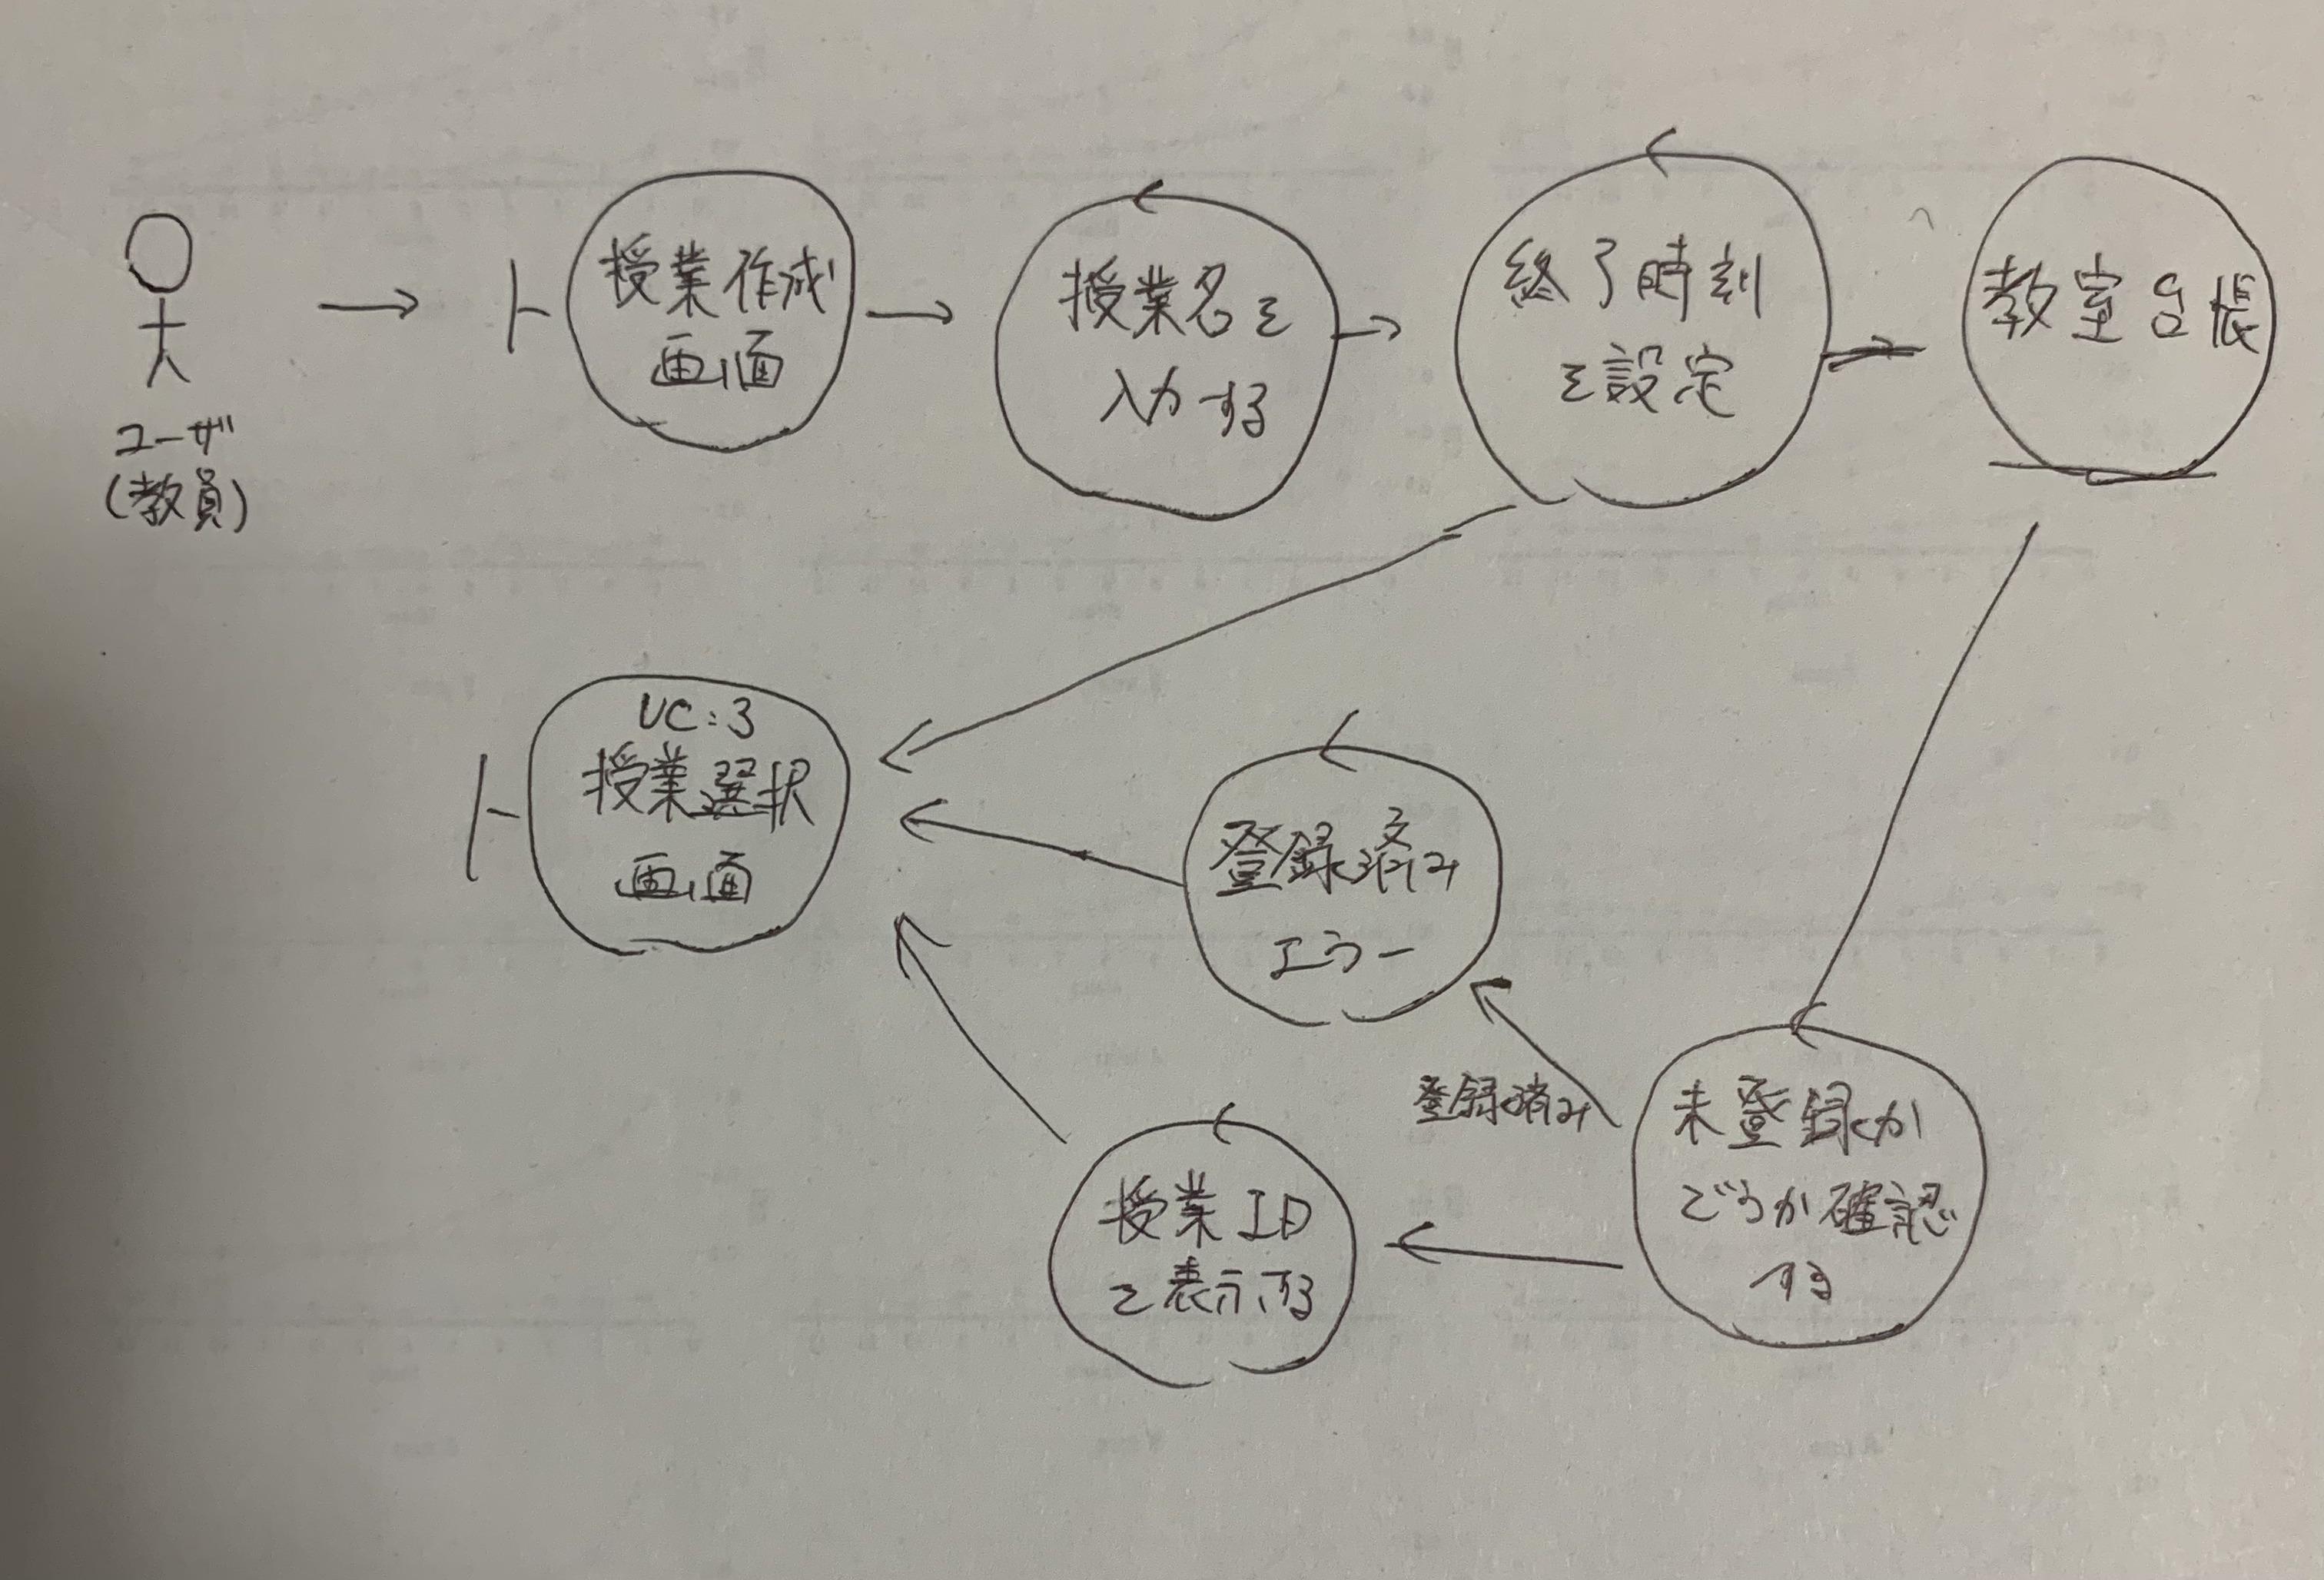 授業作成
画面
授業名を
入力する
終了時刻
を設定
教室台帳
ユーザ
(教員)
UC:3
授業選択
画面
登録済み
エラー
登録済み
未登録か
どうか確認
する
授業ID
を表示する